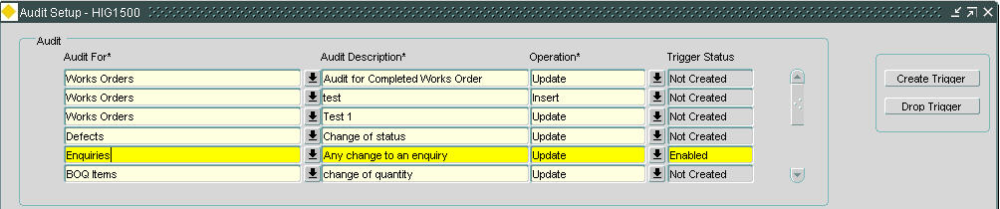 Audit Setup - HIG1500
Audit
Audit For* Audit Description* Operation* Trigger Status
Works Orders Audit for Completed Works Order Update Not Created
Works Orders test Insert Not Created
Works Orders Test 1 Update Not Created
Defects Change of status Update Not Created
Enquiries Any change to an enquiry Update Enabled
BOQ Items change of quantity Update Not Created
Create Trigger
Drop Trigger